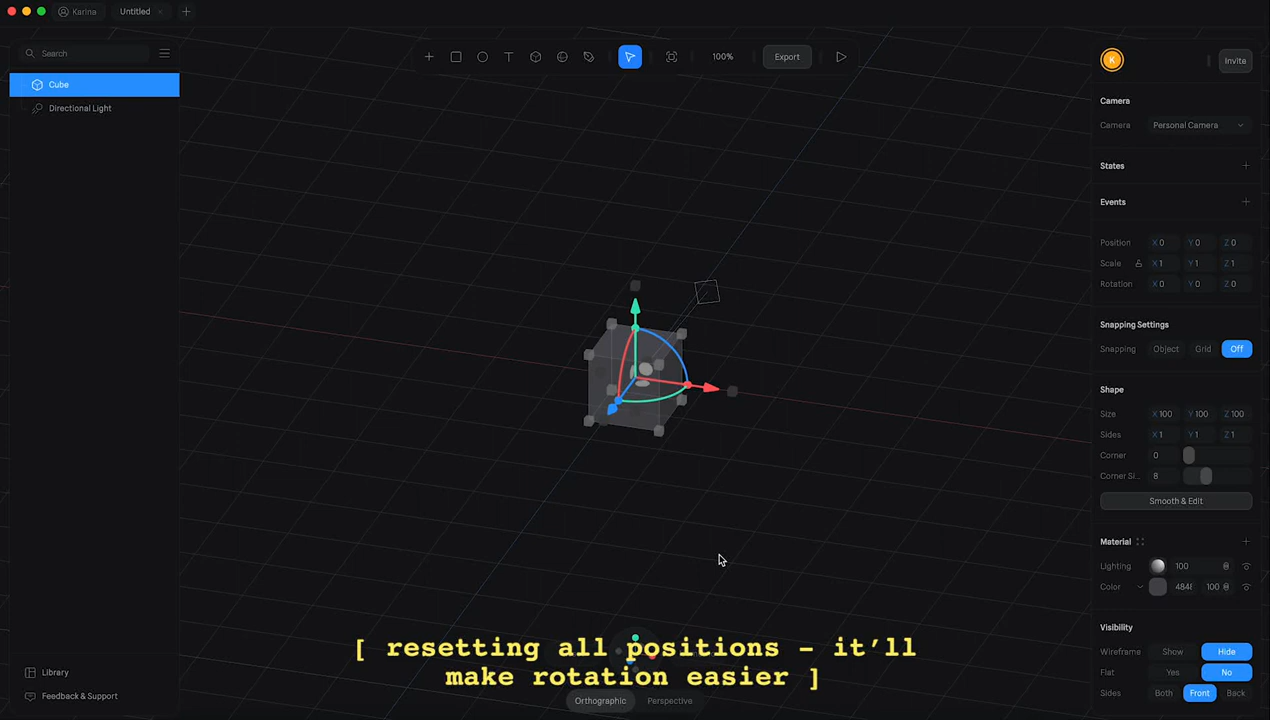 Karina
Untitled
Search
100%
Export
K
Invite
Cube
Directional Light
Camera
Camera Personal Camera
States
Events
Position X 0 Y 0 Z 0
Scale X 1 Y 1 Z 1
Rotation X 0 Y 0 Z 0
Snapping Settings
Snapping Object Grid Off
Shape
Size X 100 Y 100 Z 100
Sides X 1 Y 1 Z 1
Corner 0
Corner Si... 8
Smooth & Edit
Material
Lighting 100
Color 484 100
Visibility
Wireframe Show Hide
Flat Yes No
Sides Both Front Back
Library
Feedback & Support
[ resetting all positions – it’ll
make rotation easier ]
Orthographic Perspective